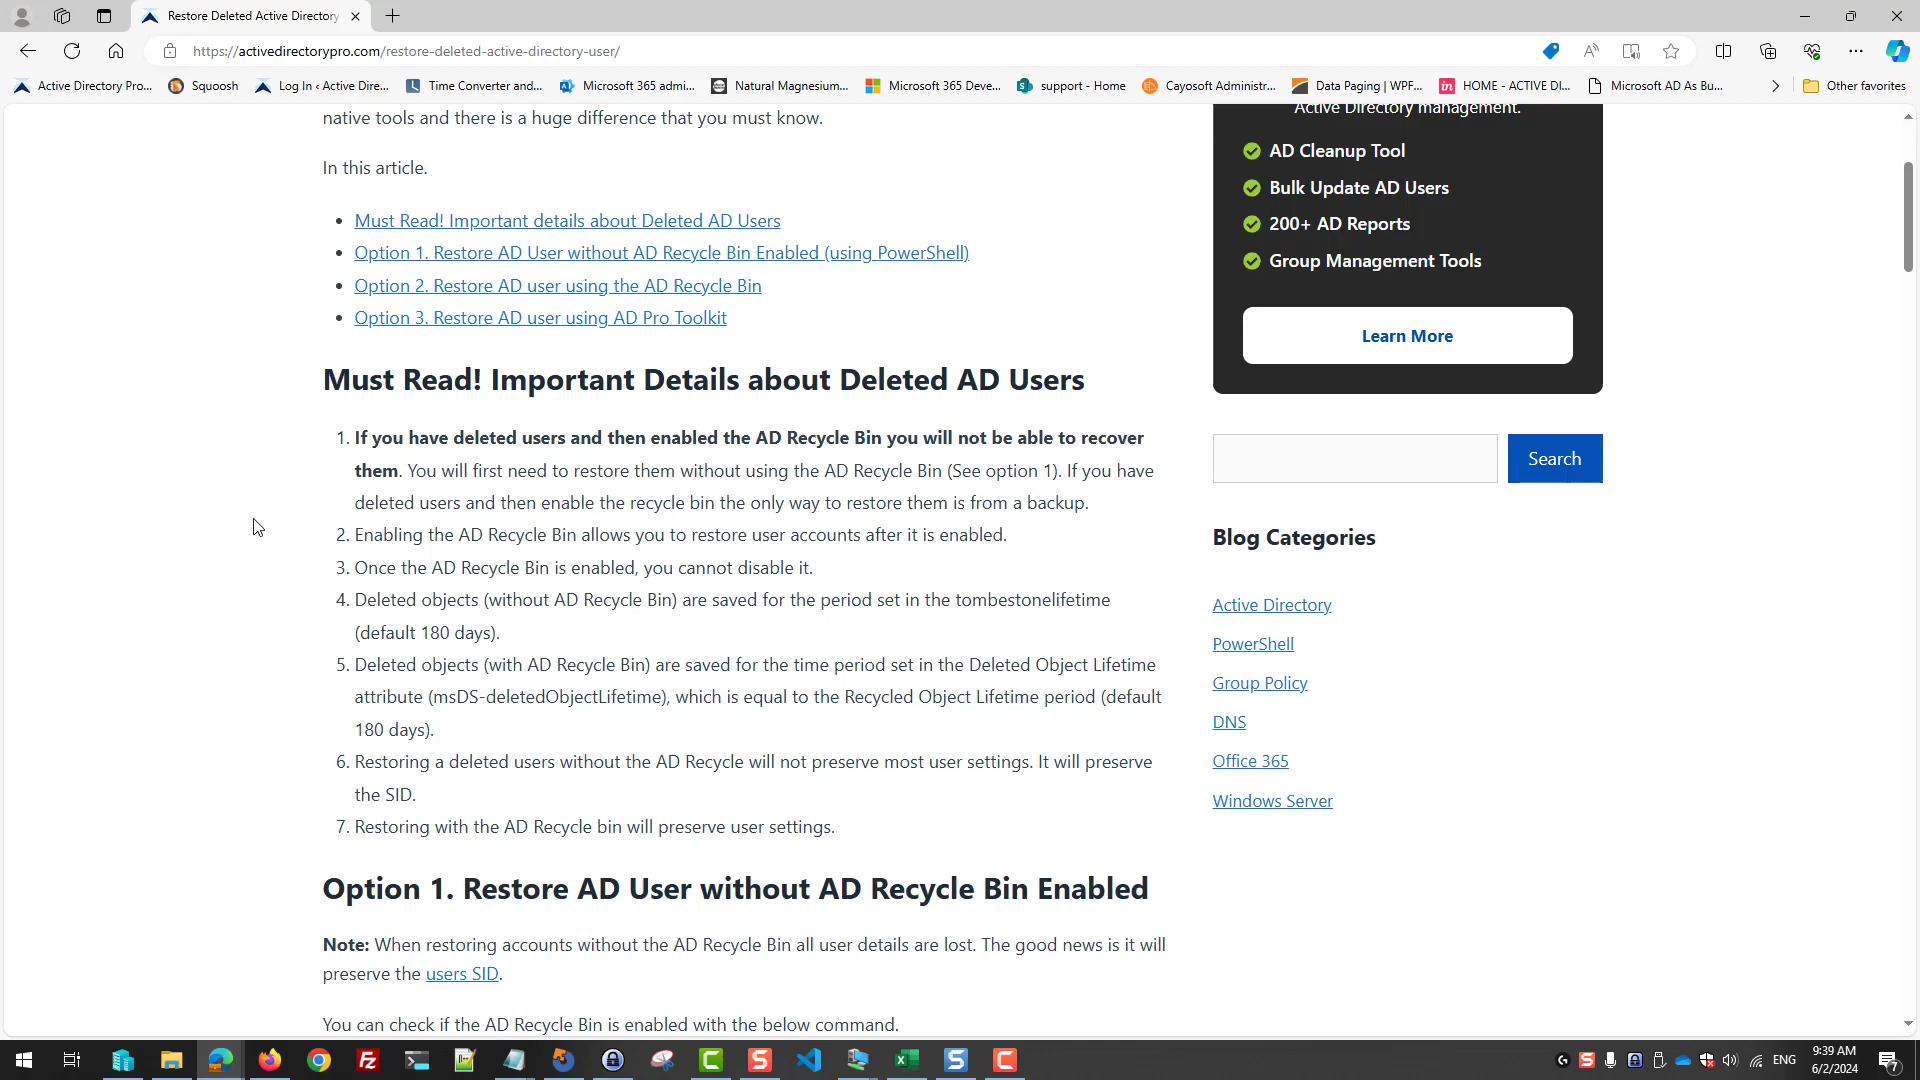 Restore Deleted Active Directory
https://activedirectorypro.com/restore-deleted-active-directory-user/
Active Directory Pro...
Squoosh
Log In ‹ Active Dire...
Time Converter and...
Microsoft 365 admi...
Natural Magnesium...
Microsoft 365 Deve...
support - Home
Cayosoft Administr...
Data Paging | WPF...
HOME - ACTIVE DI...
Microsoft AD As Bu...
Other favorites
native tools and there is a huge difference that you must know.
In this article.
• Must Read! Important details about Deleted AD Users
• Option 1. Restore AD User without AD Recycle Bin Enabled (using PowerShell)
• Option 2. Restore AD user using the AD Recycle Bin
• Option 3. Restore AD user using AD Pro Toolkit
Must Read! Important Details about Deleted AD Users
1. If you have deleted users and then enabled the AD Recycle Bin you will not be able to recover
them. You will first need to restore them without using the AD Recycle Bin (See option 1). If you have
deleted users and then enable the recycle bin the only way to restore them is from a backup.
2. Enabling the AD Recycle Bin allows you to restore user accounts after it is enabled.
3. Once the AD Recycle Bin is enabled, you cannot disable it.
4. Deleted objects (without AD Recycle Bin) are saved for the period set in the tombestonelifetime
(default 180 days).
5. Deleted objects (with AD Recycle Bin) are saved for the time period set in the Deleted Object Lifetime
attribute (msDS-deletedObjectLifetime), which is equal to the Recycled Object Lifetime period (default
180 days).
6. Restoring a deleted users without the AD Recycle will not preserve most user settings. It will preserve
the SID.
7. Restoring with the AD Recycle bin will preserve user settings.
Option 1. Restore AD User without AD Recycle Bin Enabled
Note: When restoring accounts without the AD Recycle Bin all user details are lost. The good news is it will
preserve the users SID.
You can check if the AD Recycle Bin is enabled with the below command.
Active Directory management.
AD Cleanup Tool
Bulk Update AD Users
200+ AD Reports
Group Management Tools
Learn More
Search
Blog Categories
Active Directory
PowerShell
Group Policy
DNS
Office 365
Windows Server
ENG
9:39 AM
6/2/2024
7